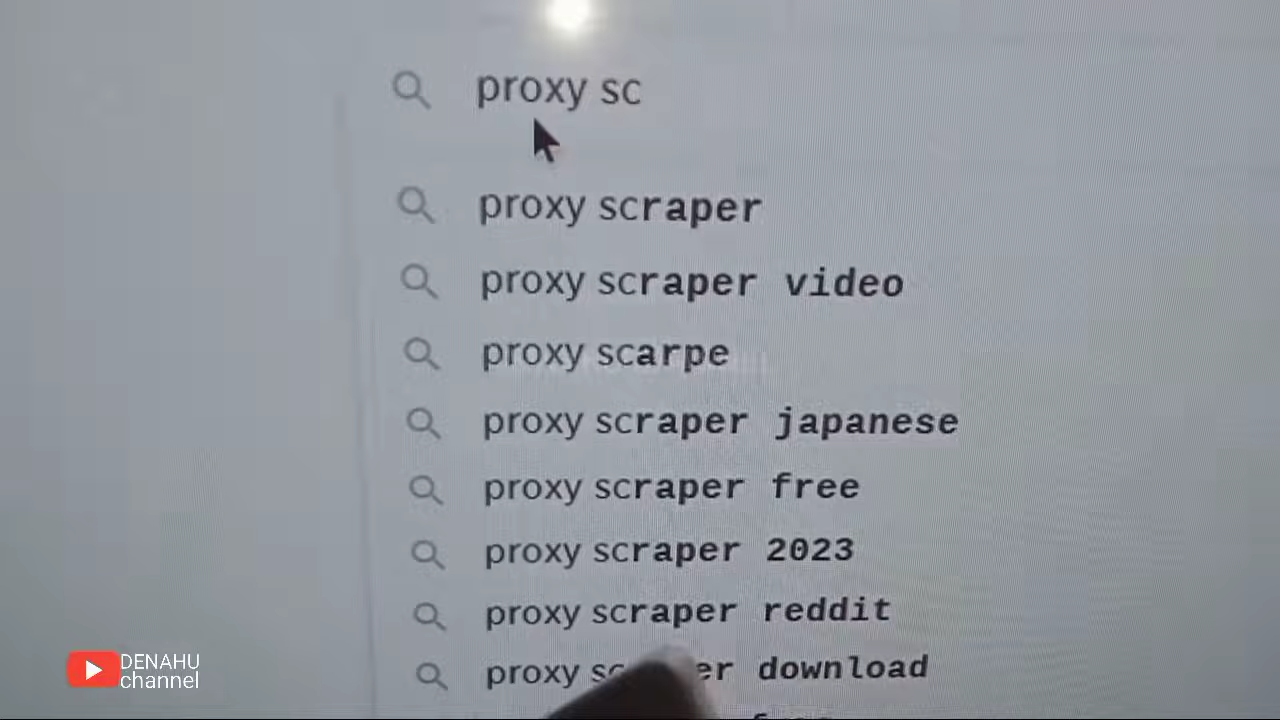 proxy sc
proxy scraper
proxy scraper video
proxy scarpe
proxy scraper japanese
proxy scraper free
proxy scraper 2023
proxy scraper reddit
proxy sc er download
DENAHU
channel